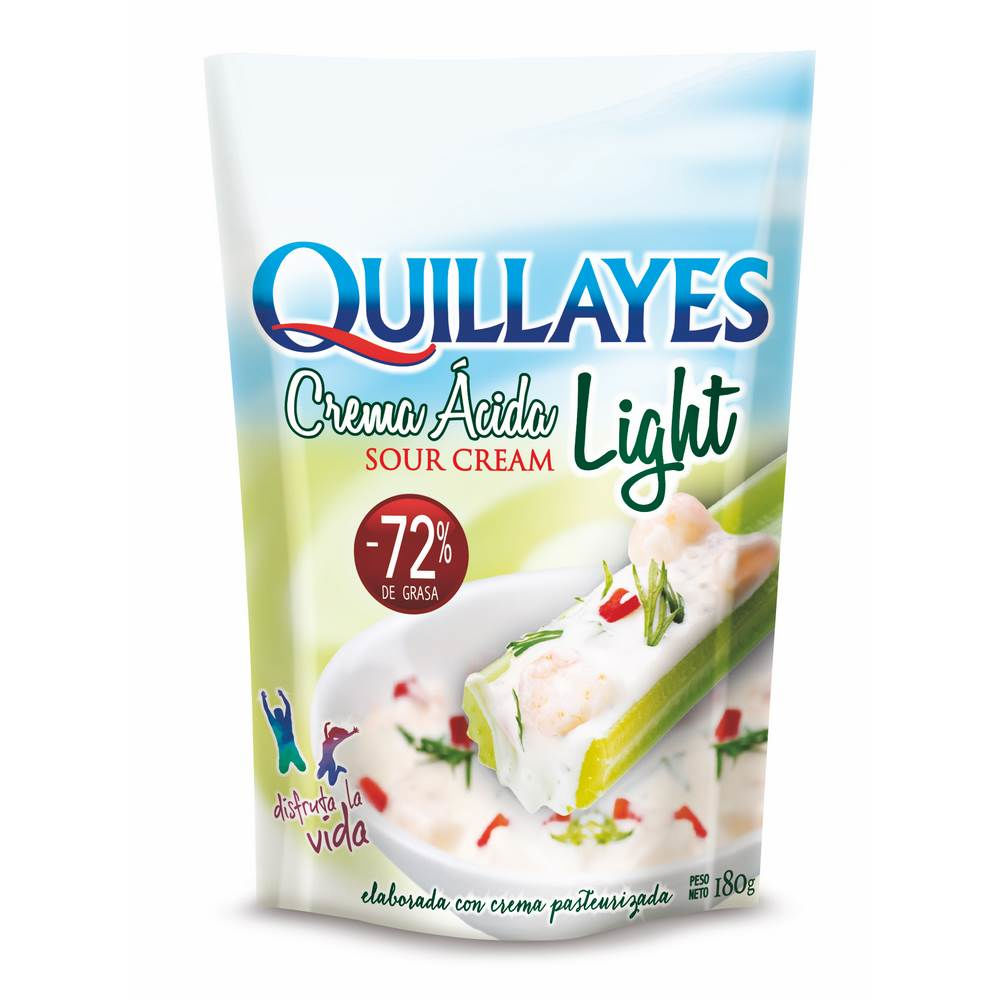 QUILLAYES
Crema Ácida Light
SOUR CREAM
-72%
DE GRASA
disfruta la
vida
elaborada con crema pasteurizada
PESO
NETO 180g